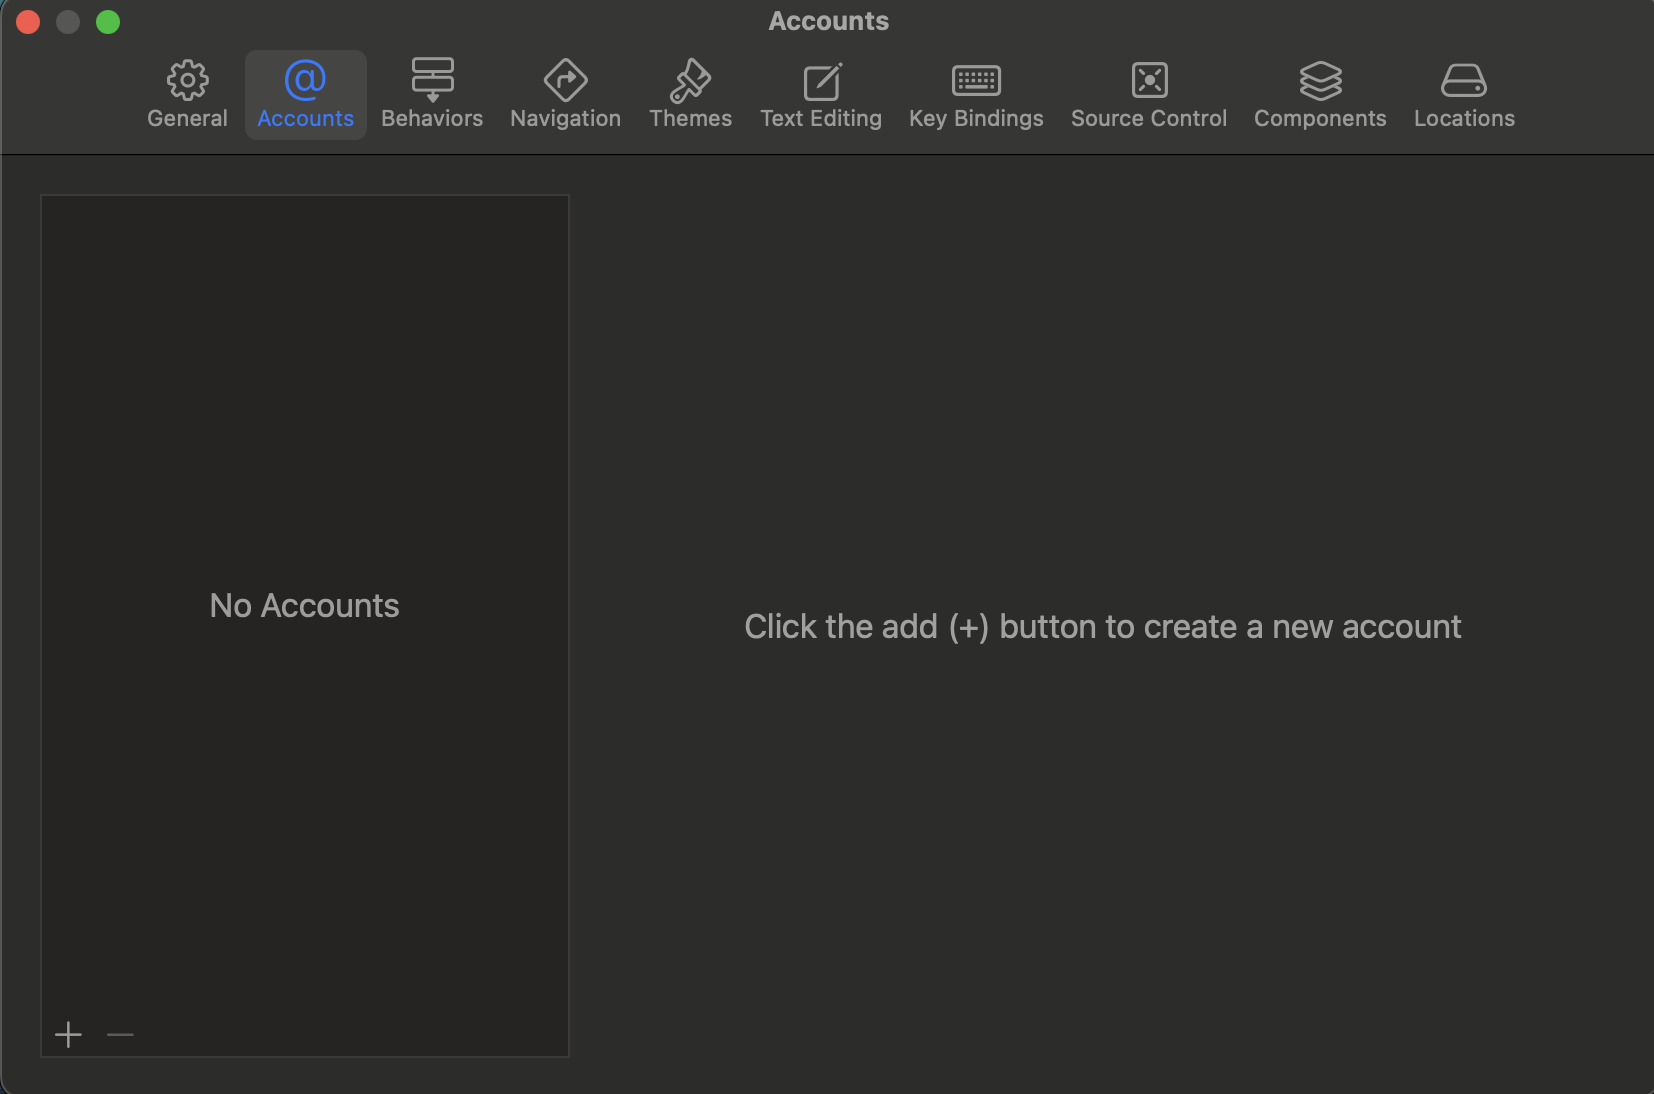 Accounts
General
Accounts
Behaviors
Navigation
Themes
Text Editing
Key Bindings
Source Control
Components
Locations
No Accounts
Click the add (+) button to create a new account